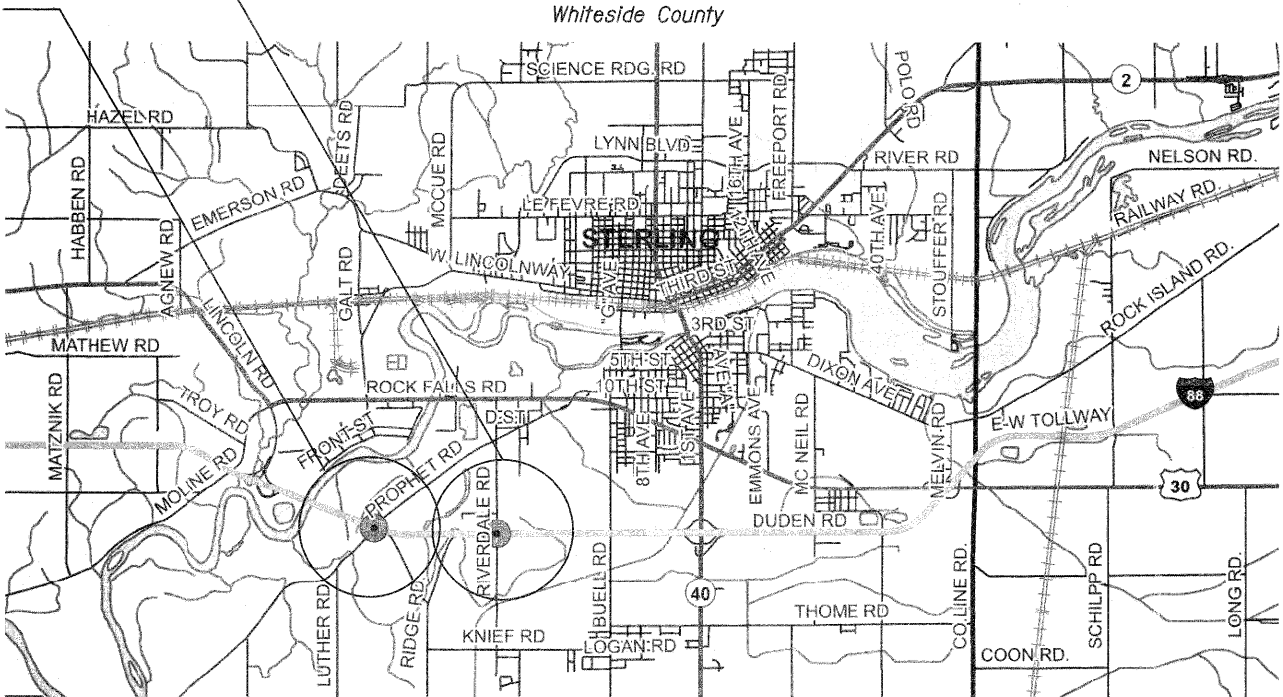 Whiteside County
SCIENCE RDG. RD
2
HAZEL RD
DEETS RD
MCCUE RD
LYNN BLVD
16TH AVE
FREEPORT RD
POLO RD
RIVER RD
NELSON RD.
HABBEN RD
EMERSON RD
LE FEVRE RD
RAILWAY RD.
AGNEW RD
STERLING
40TH AVE
STOUFFER RD
W. LINCOLNWAY
GALT RD
THIRD ST
ROCK ISLAND RD.
LINCOLN RD
3RD ST
MATHEW RD
5TH ST
AVE "A"
DIXON AVE
ROCK FALLS RD
10TH ST
88
MATZNIK RD
TROY RD
D ST
E-W TOLLWAY
FRONT ST
1ST AVE
8TH AVE
EMMONS AVE
MC NEIL RD
MELVIN RD
MOLINE RD
PROPHET RD
30
RIVERDALE RD
DUDEN RD
BUELL RD
40
CO.LINE RD.
SCHILPP RD
LONG RD.
LUTHER RD
RIDGE RD
KNIEF RD
THOME RD
LOGAN RD
COON RD.